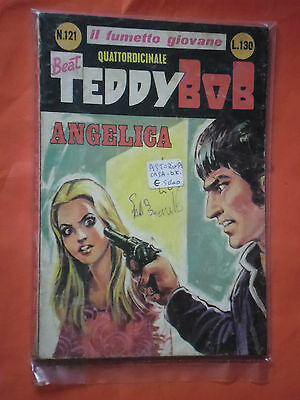 N.121
il fumetto giovane
L.130
QUATTORDICINALE
Beat
TEDDY BOB
ANGELICA